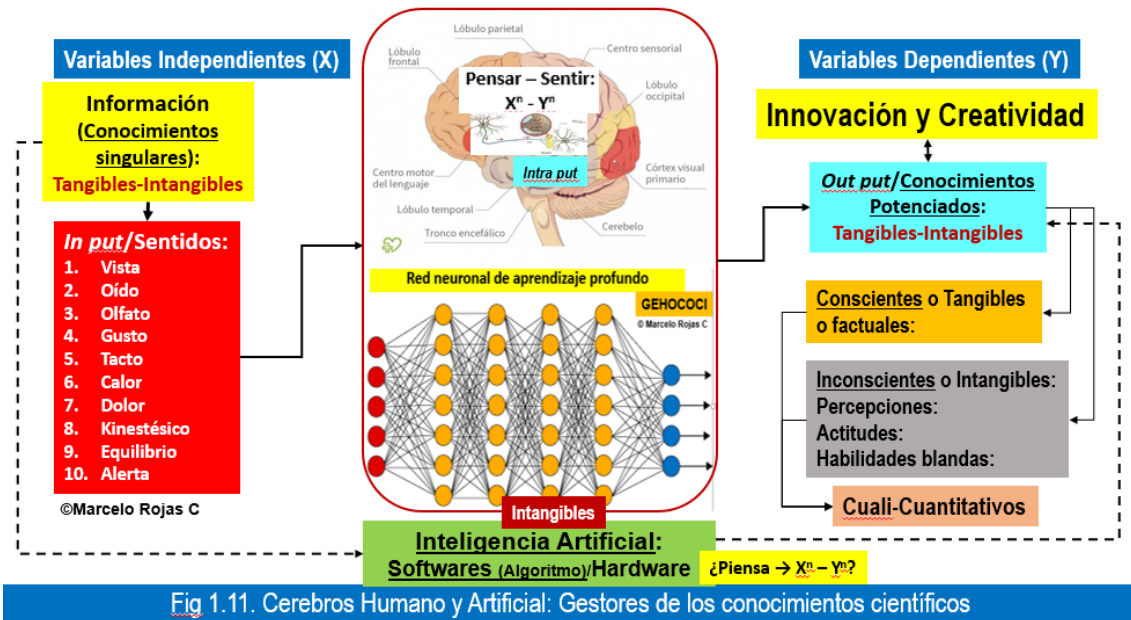 Variables Independientes (X)
Información
(Conocimientos
singulares):
Tangibles-Intangibles
In put/Sentidos:
1. Vista
2. Oído
3. Olfato
4. Gusto
5. Tacto
6. Calor
7. Dolor
8. Kinestésico
9. Equilibrio
10. Alerta
©Marcelo Rojas C
Lóbulo parietal
Lóbulo
frontal
Centro sensorial
Pensar – Sentir:
Xⁿ - Yⁿ
Lóbulo
occipital
Intra put
Centro motor
del lenguaje
Córtex visual
primario
Lóbulo temporal
Cerebelo
Tronco encefálico
Red neuronal de aprendizaje profundo
GEHOCOCI
© Marcelo Rojas C
Intangibles
Inteligencia Artificial:
Softwares (Algoritmo)/Hardware
¿Piensa → Xⁿ – Yⁿ?
Variables Dependientes (Y)
Innovación y Creatividad
Out put/Conocimientos
Potenciados:
Tangibles-Intangibles
Conscientes o Tangibles
o factuales:
Inconscientes o Intangibles:
Percepciones:
Actitudes:
Habilidades blandas:
Cuali-Cuantitativos
Fig 1.11. Cerebros Humano y Artificial: Gestores de los conocimientos científicos